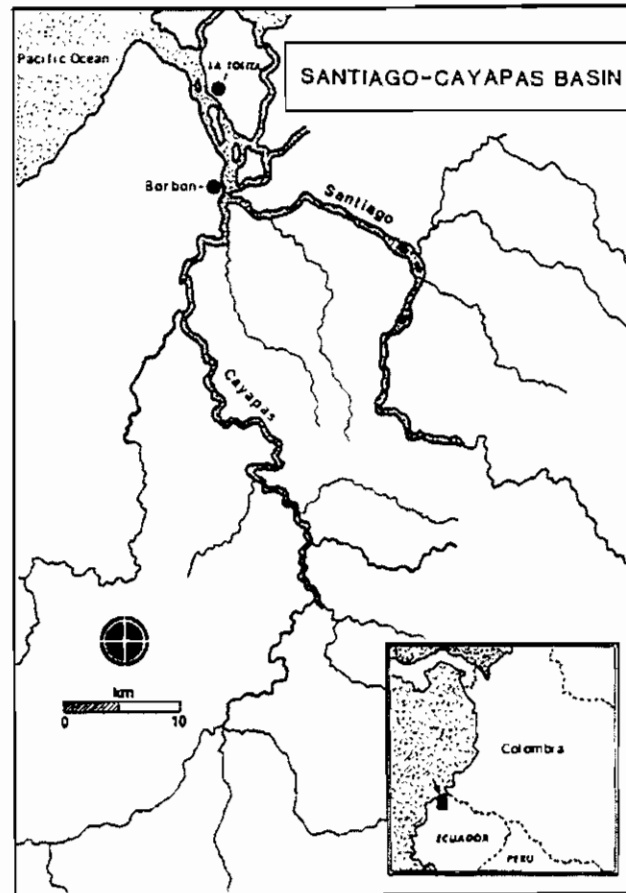 Pacific Ocean
LA TOLITA
SANTIAGO-CAYAPAS BASIN
Borbon
Santiago
Cayapas
km
0 10
Colombia
ECUADOR
PERU